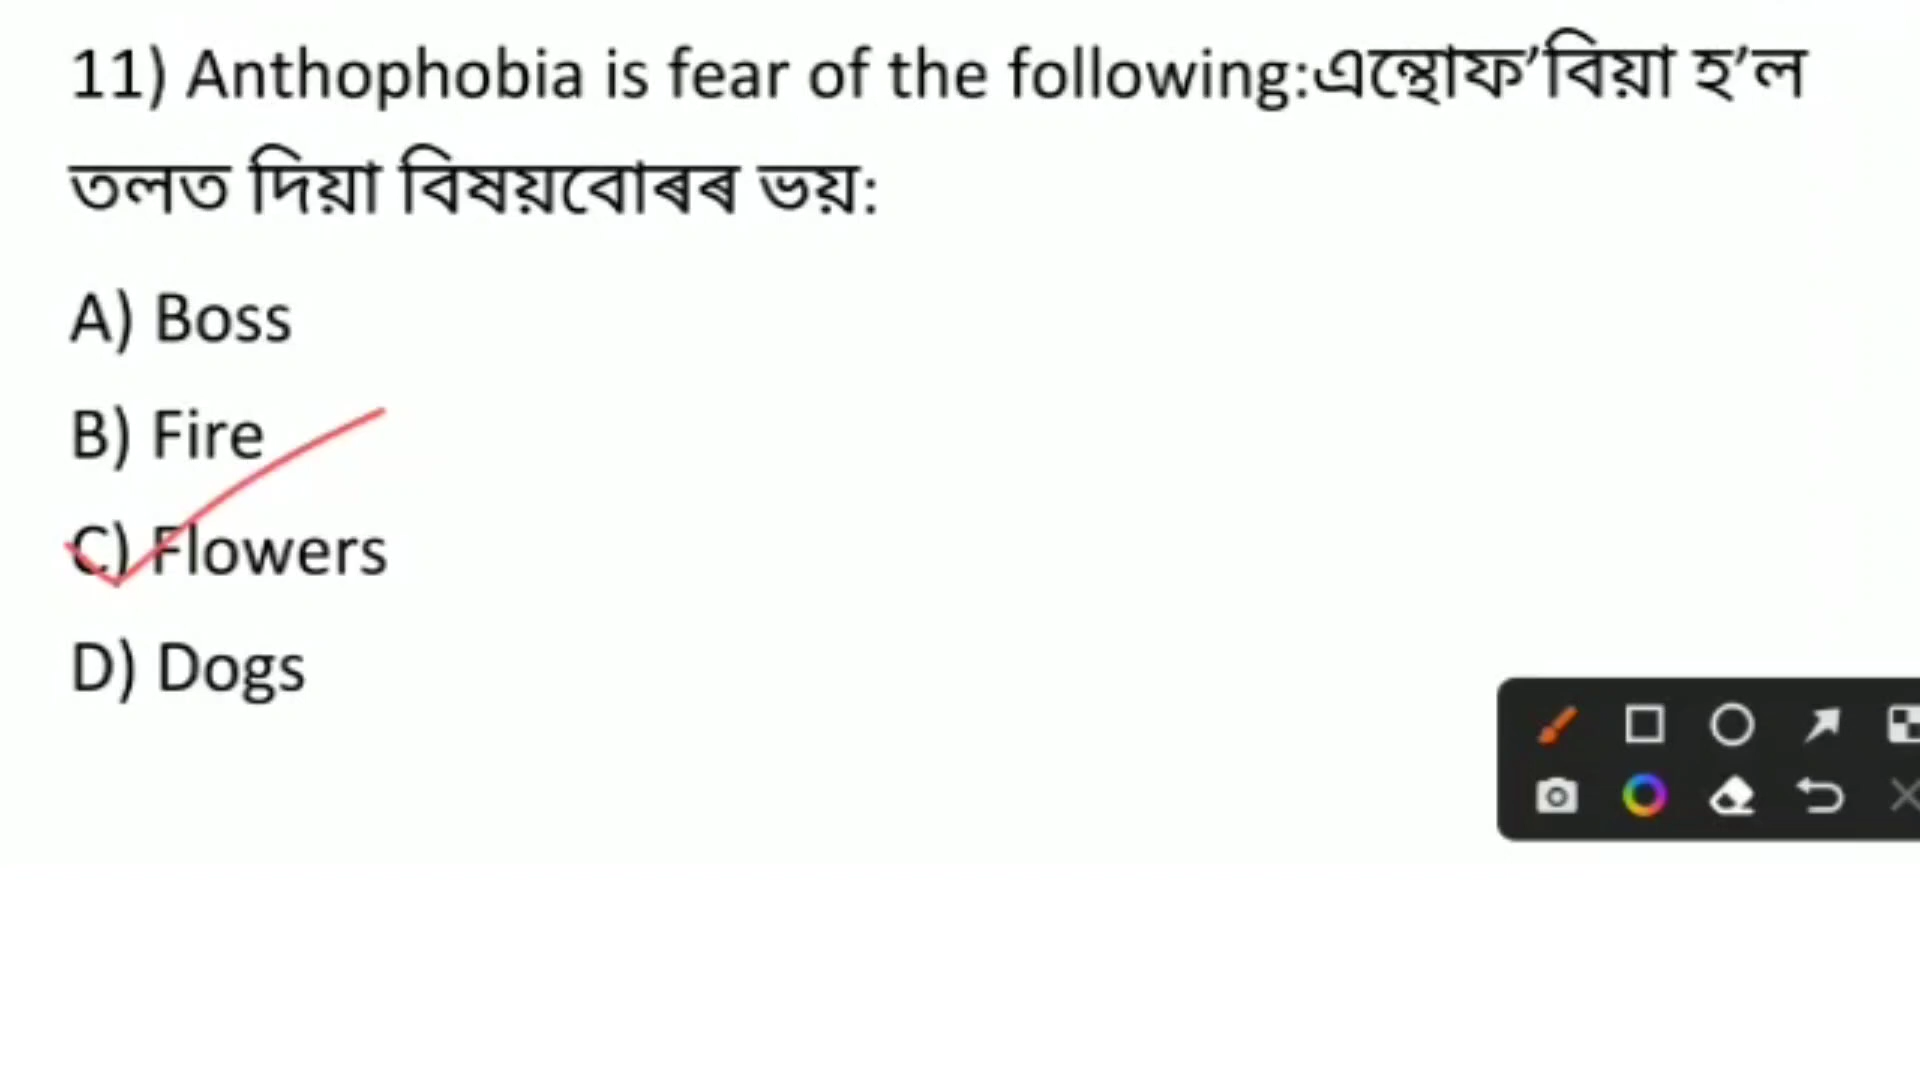 11) Anthophobia is fear of the following:এন্থোফ’বিয়া হ’ল
তলত দিয়া বিষয়বোৰৰ ভয়:
A) Boss
B) Fire
C) Flowers
D) Dogs